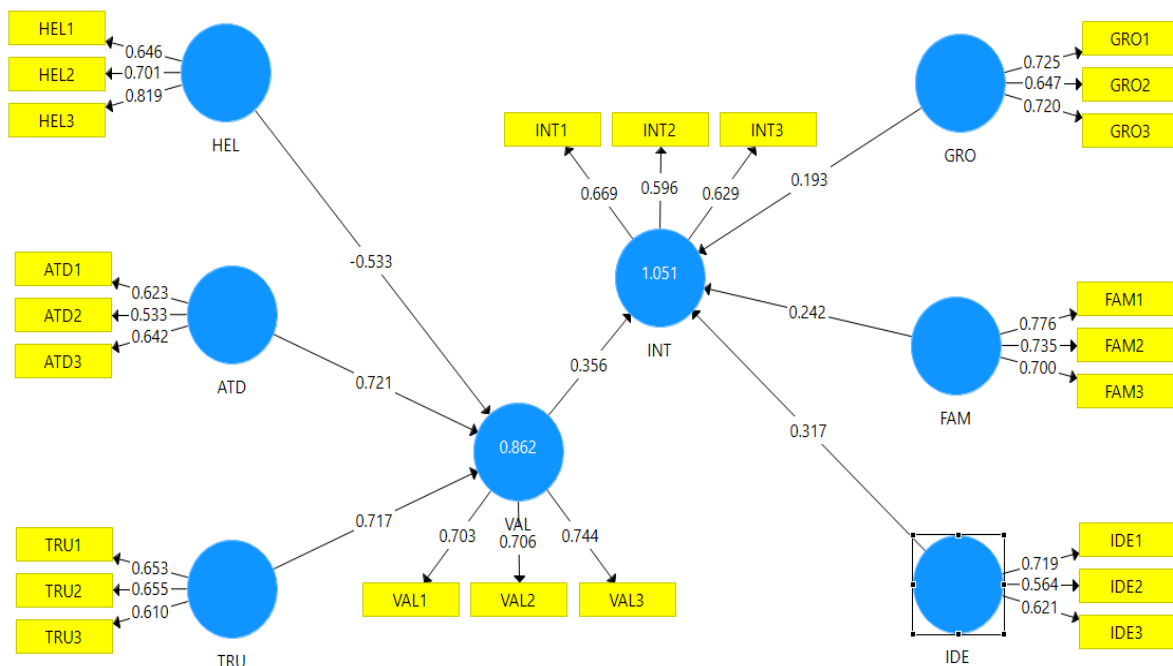 HEL1
0.646
HEL2
0.701
HEL3
0.819
HEL
GRO1
0.725
GRO2
0.647
GRO3
0.720
GRO
INT1
INT2
INT3
0.669
0.596
0.629
0.193
-0.533
1.051
INT
ATD1
0.623
ATD2
0.533
ATD3
0.642
ATD
FAM1
0.776
FAM2
0.735
FAM3
0.700
FAM
0.242
0.356
0.721
0.317
0.862
VAL
0.717
0.703
0.706
0.744
VAL1
VAL2
VAL3
TRU1
0.653
TRU2
0.655
TRU3
0.610
TRU
IDE1
0.719
IDE2
0.564
IDE3
0.621
IDE